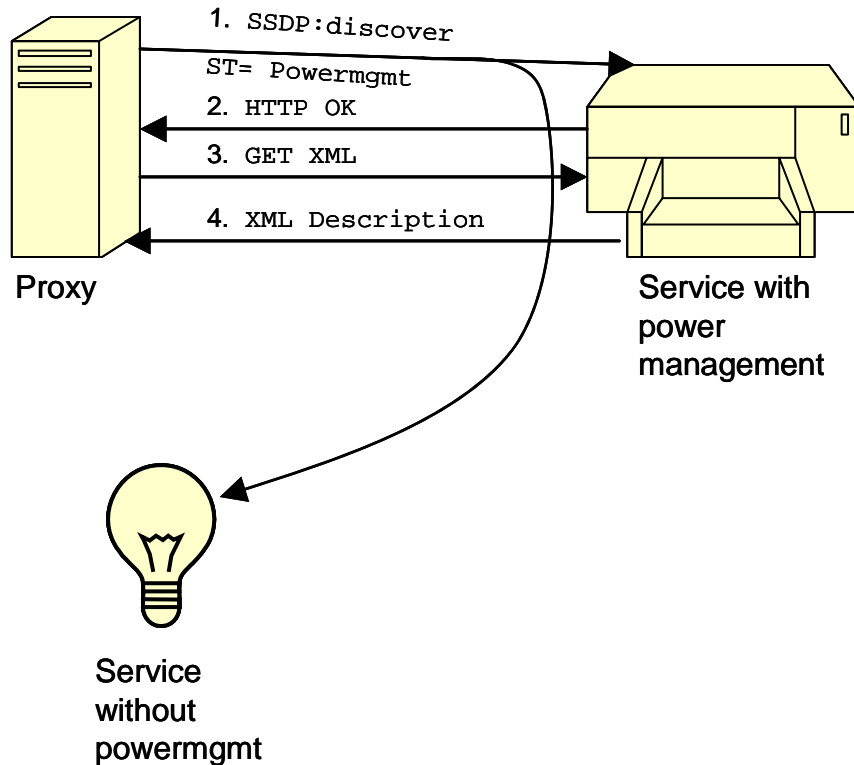 1. SSDP:discover
ST= Powermgmt
2. HTTP OK
3. GET XML
4. XML Description
Proxy
Service with
power
management
Service
without
powermgmt